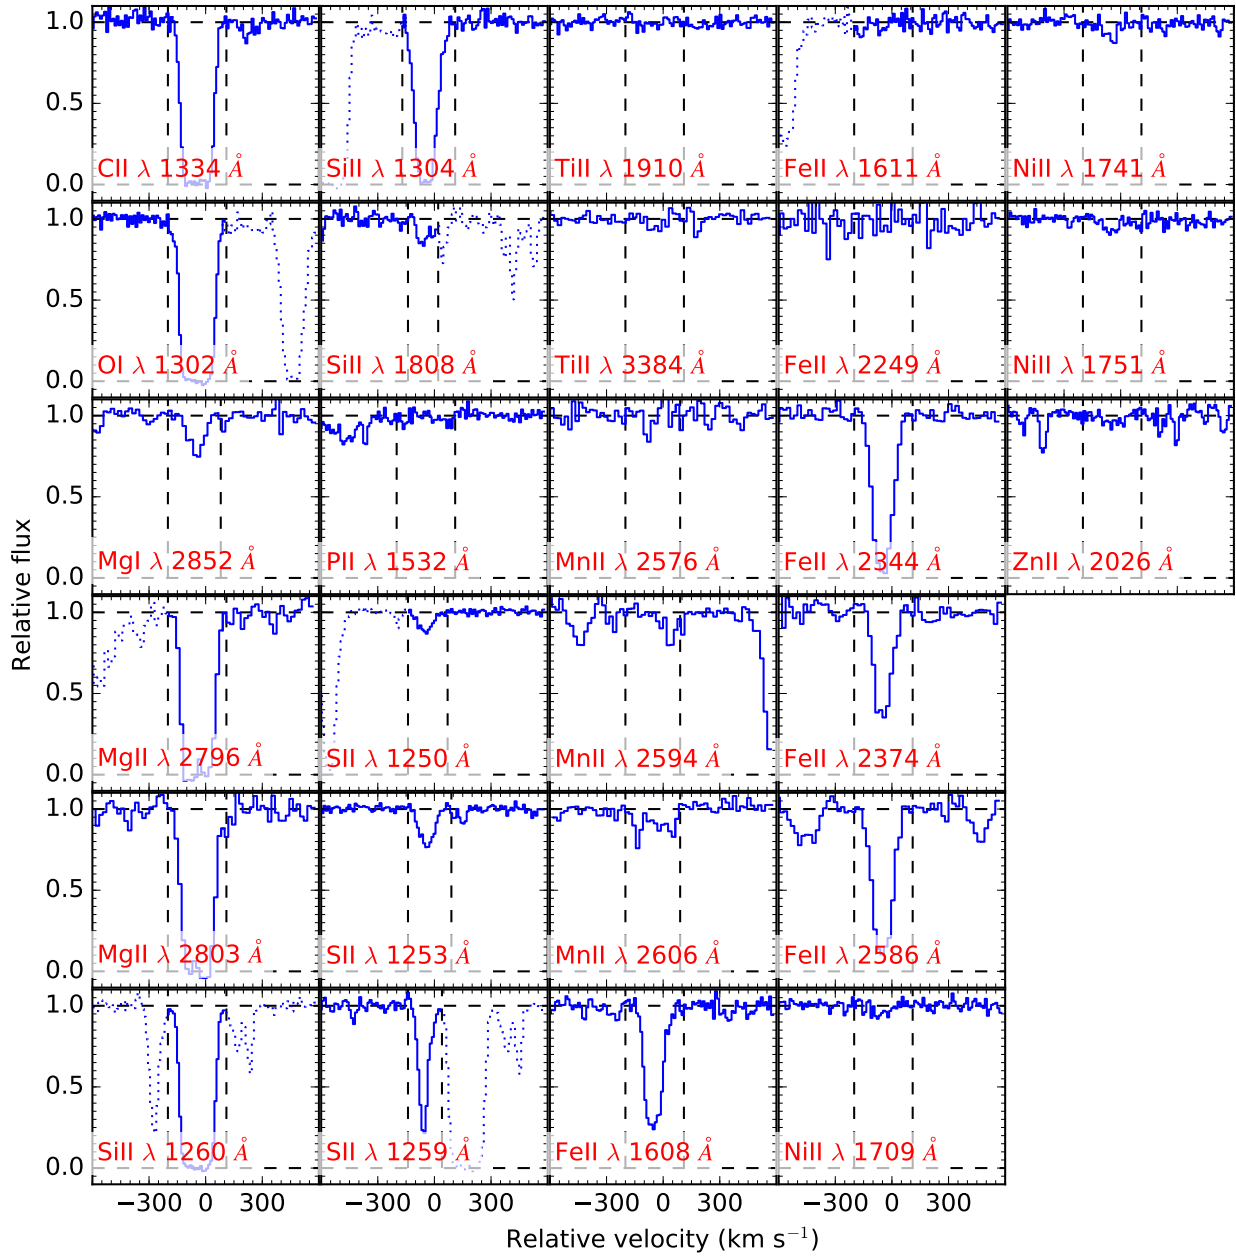 1.0
0.5
0.0
CII λ 1334 Å
SiII λ 1304 Å
TiII λ 1910 Å
FeII λ 1611 Å
NiII λ 1741 Å
1.0
0.5
0.0
OI λ 1302 Å
SiII λ 1808 Å
TiII λ 3384 Å
FeII λ 2249 Å
NiII λ 1751 Å
1.0
0.5
0.0
MgI λ 2852 Å
PII λ 1532 Å
MnII λ 2576 Å
FeII λ 2344 Å
ZnII λ 2026 Å
Relative flux
1.0
0.5
0.0
MgII λ 2796 Å
SII λ 1250 Å
MnII λ 2594 Å
FeII λ 2374 Å
1.0
0.5
0.0
MgII λ 2803 Å
SII λ 1253 Å
MnII λ 2606 Å
FeII λ 2586 Å
1.0
0.5
0.0
SiII λ 1260 Å
SII λ 1259 Å
FeII λ 1608 Å
NiII λ 1709 Å
−300 0 300
−300 0 300
−300 0 300
−300 0 300
Relative velocity (km s⁻¹)